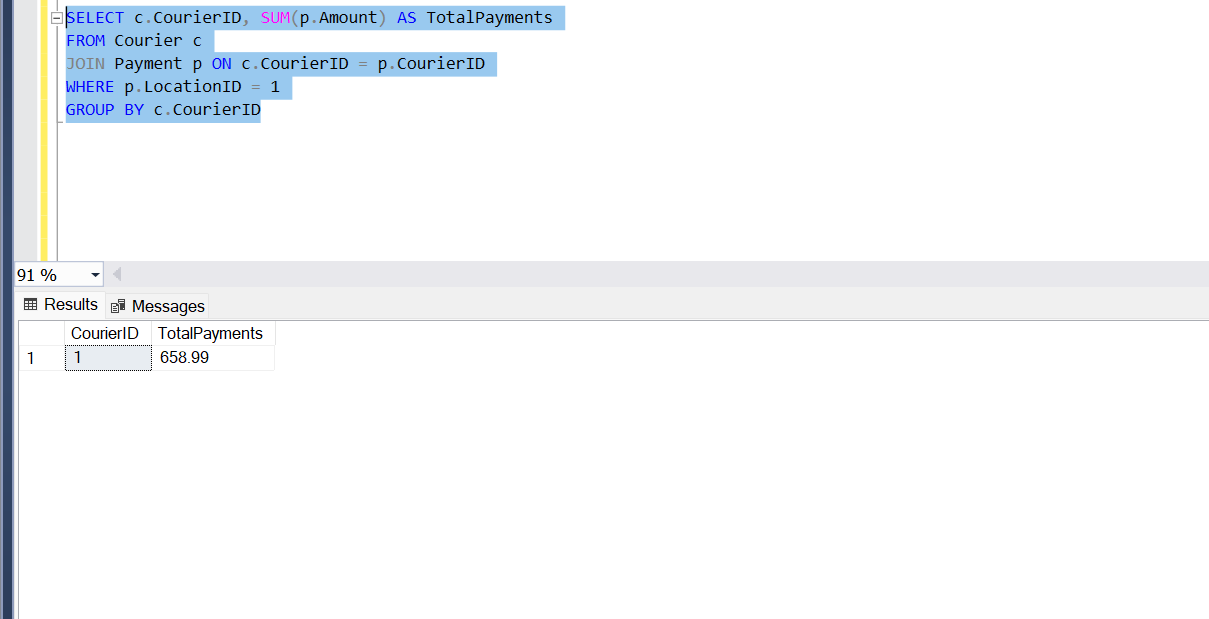 SELECT c.CourierID, SUM(p.Amount) AS TotalPayments
FROM Courier c
JOIN Payment p ON c.CourierID = p.CourierID
WHERE p.LocationID = 1
GROUP BY c.CourierID
91 %
Results Messages
CourierID TotalPayments
1 1 658.99